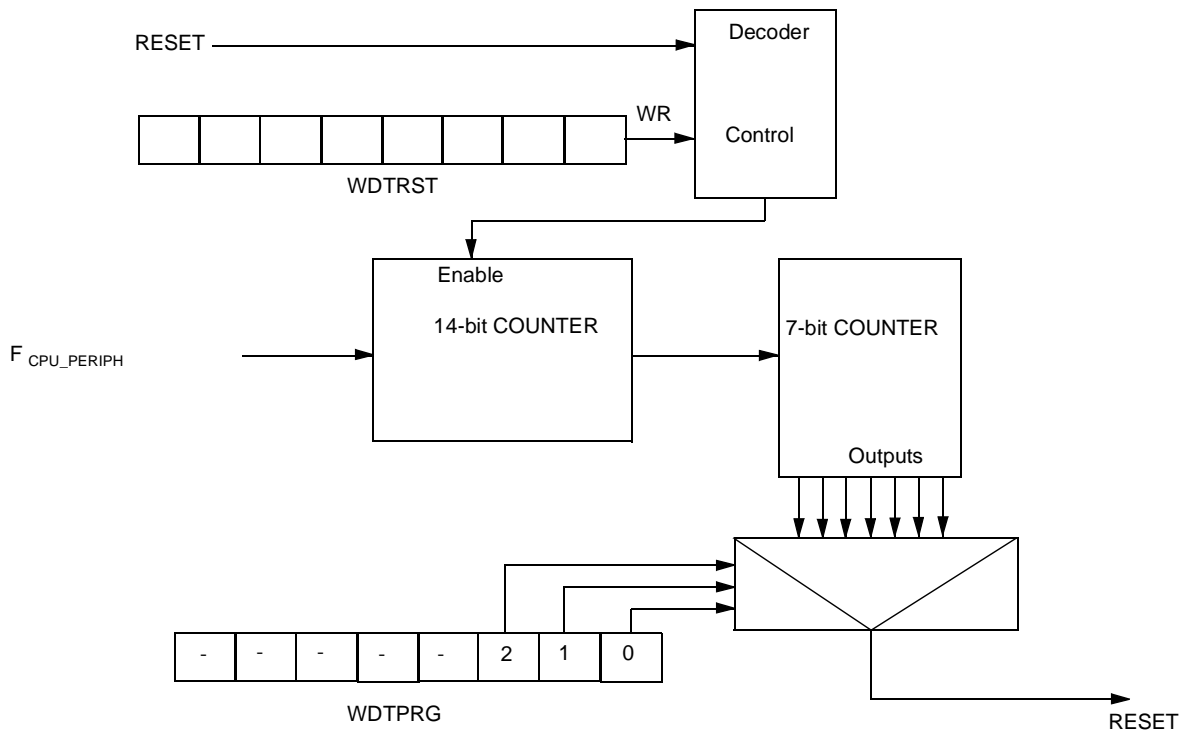 Decoder
RESET
WR
Control
WDTRST
Enable
14-bit COUNTER
7-bit COUNTER
F CPU_PERIPH
Outputs
- - - - - 2 1 0
WDTPRG
RESET